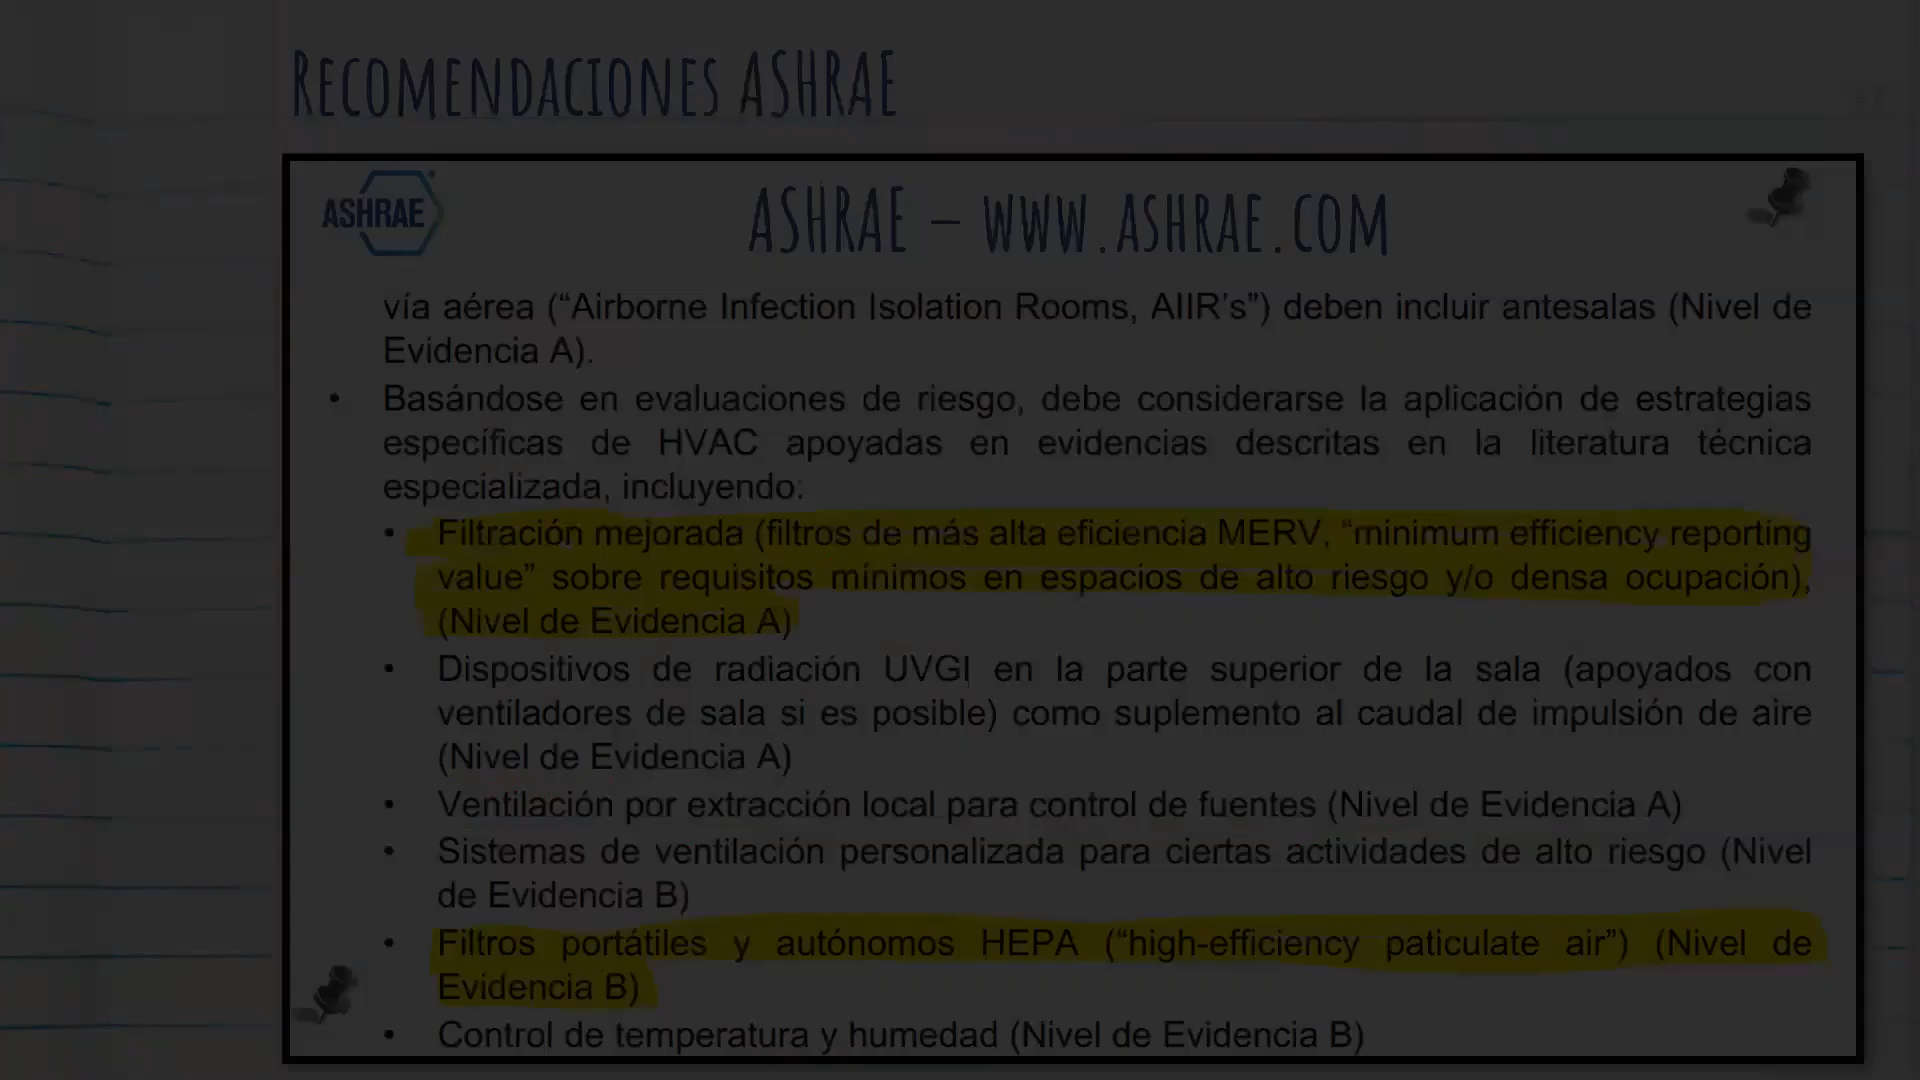 RECOMENDACIONES ASHRAE
ASHRAE
ASHRAE – WWW.ASHRAE.COM
vía aérea (“Airborne Infection Isolation Rooms, AIIR’s”) deben incluir antesalas (Nivel de
Evidencia A).
• Basándose en evaluaciones de riesgo, debe considerarse la aplicación de estrategias
específicas de HVAC apoyadas en evidencias descritas en la literatura técnica
especializada, incluyendo:
• Filtración mejorada (filtros de más alta eficiencia MERV, “minimum efficiency reporting
value” sobre requisitos mínimos en espacios de alto riesgo y/o densa ocupación),
(Nivel de Evidencia A)
• Dispositivos de radiación UVGI en la parte superior de la sala (apoyados con
ventiladores de sala si es posible) como suplemento al caudal de impulsión de aire
(Nivel de Evidencia A)
• Ventilación por extracción local para control de fuentes (Nivel de Evidencia A)
• Sistemas de ventilación personalizada para ciertas actividades de alto riesgo (Nivel
de Evidencia B)
• Filtros portátiles y autónomos HEPA (“high-efficiency paticulate air”) (Nivel de
Evidencia B)
• Control de temperatura y humedad (Nivel de Evidencia B)